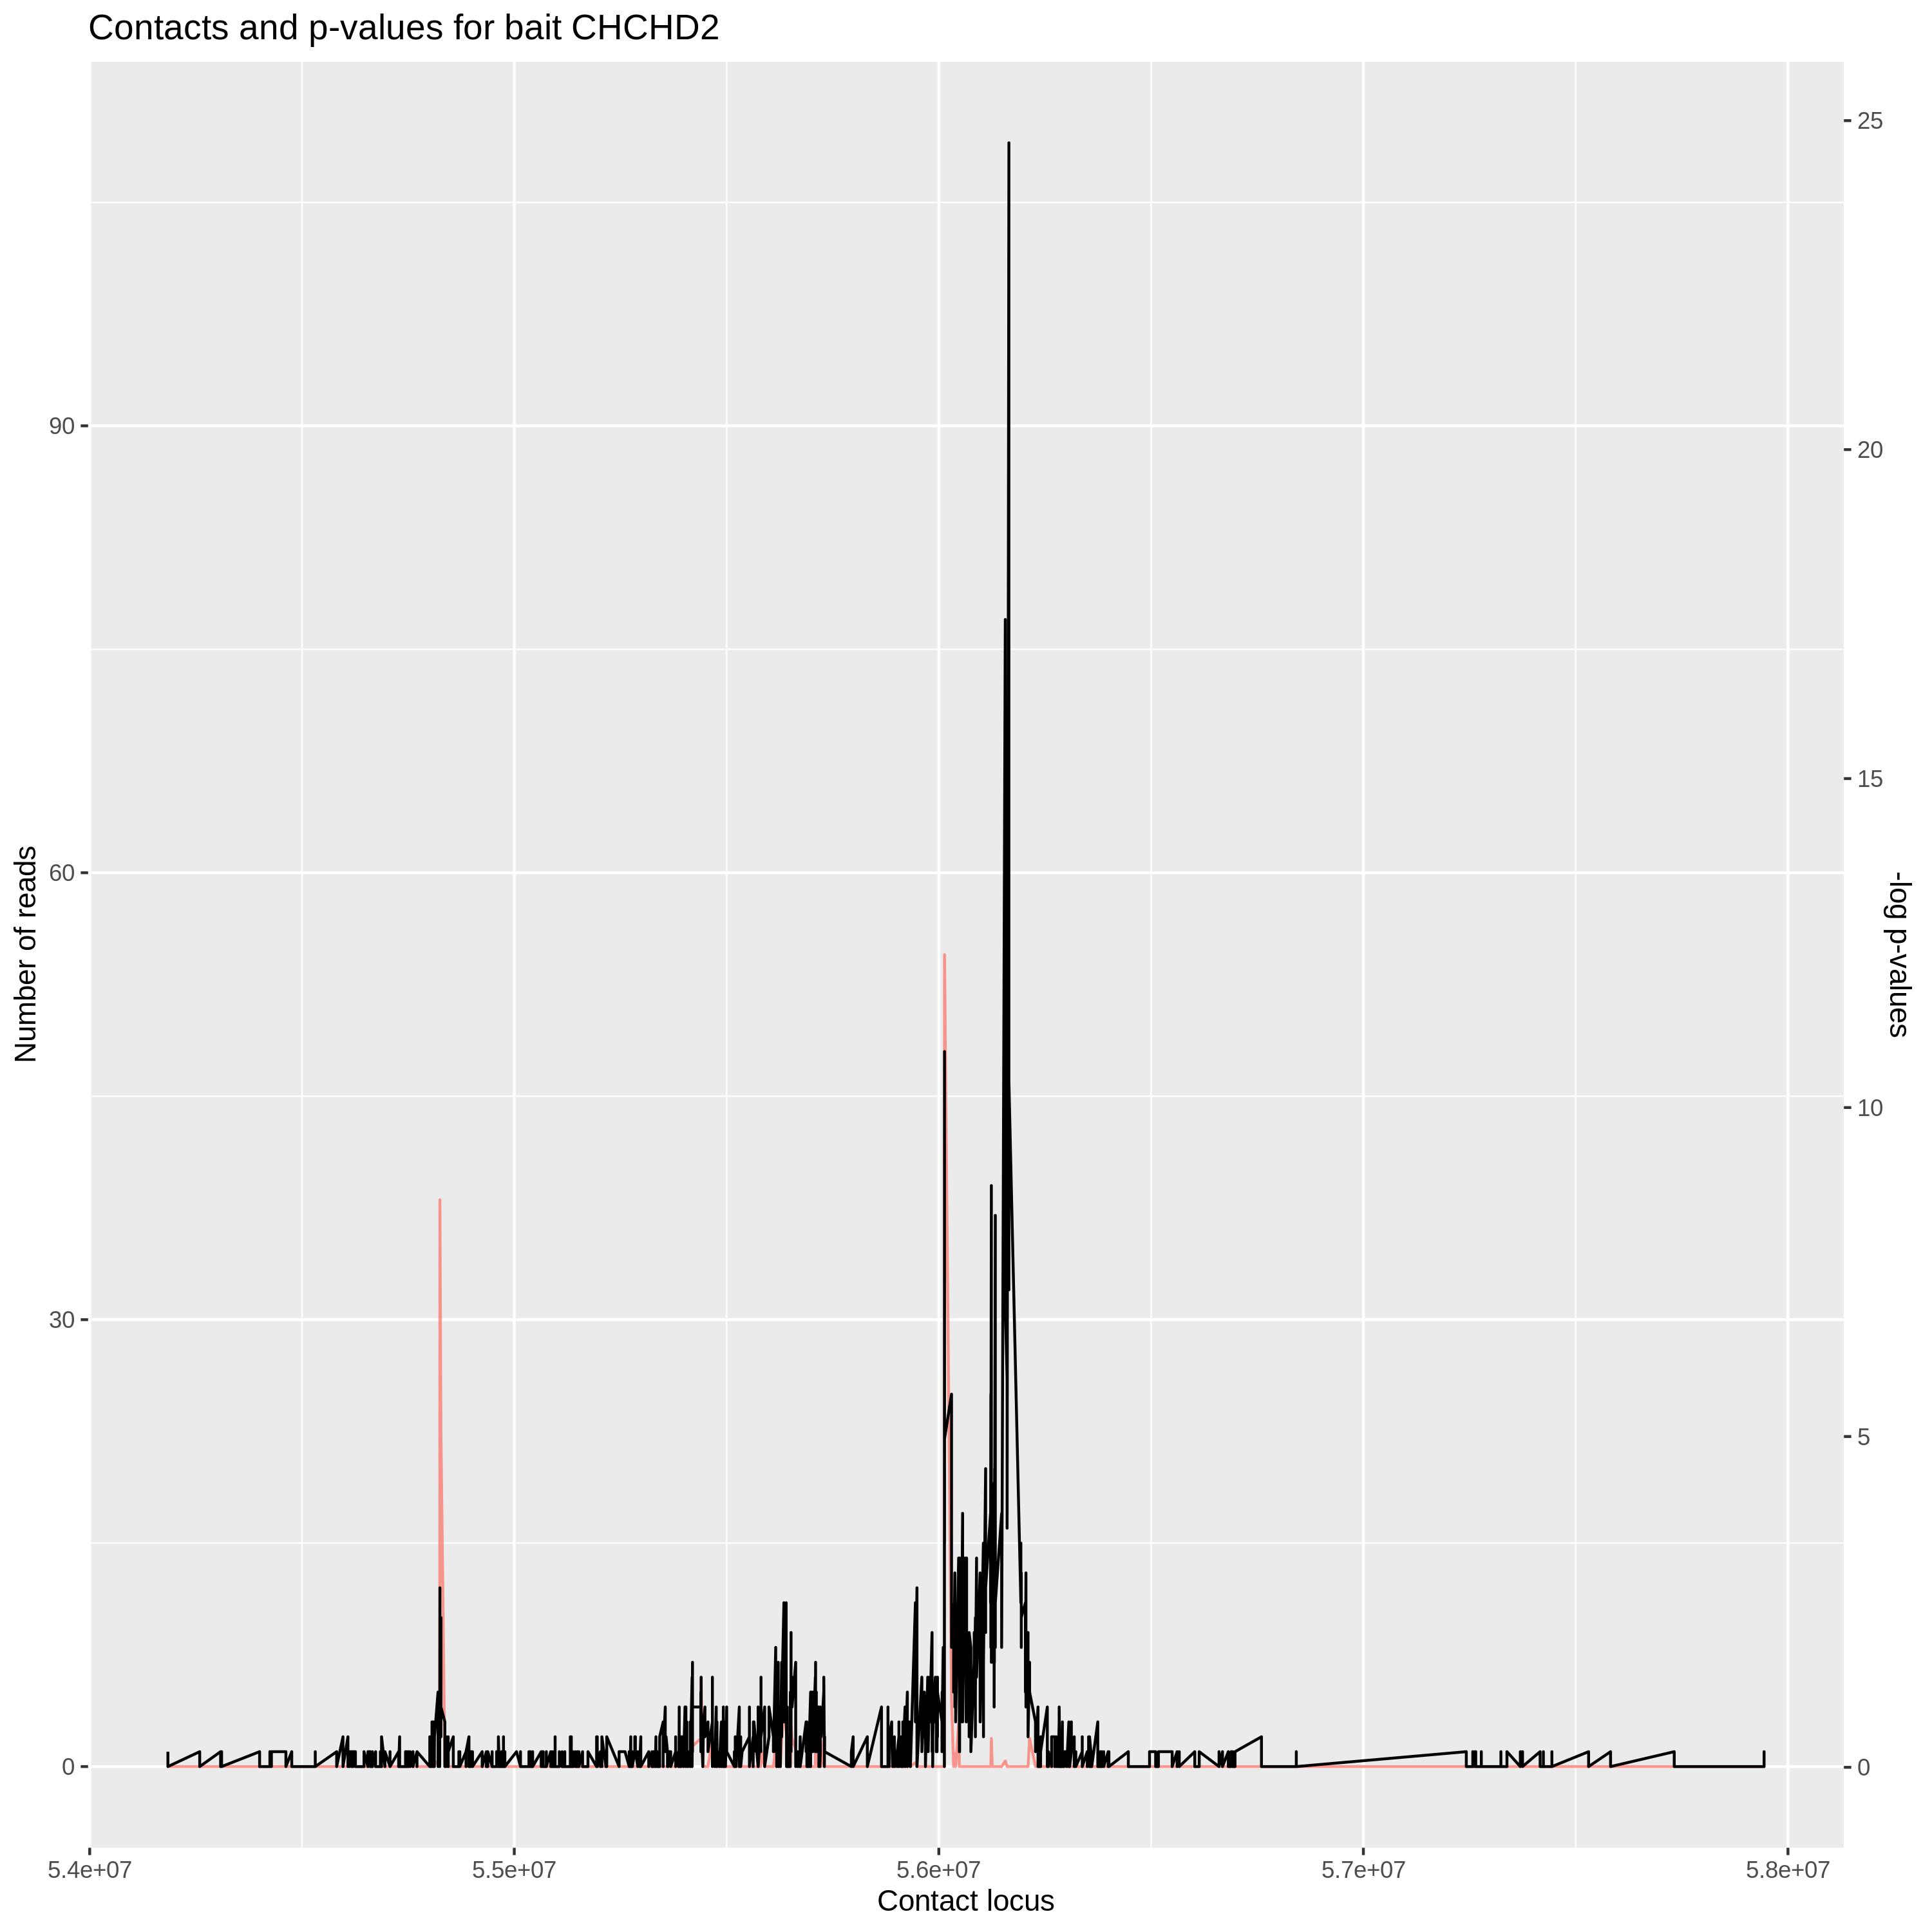 Contacts and p-values for bait CHCHD2
25
90
20
15
60
Number of reads
-log p-values
10
30
5
0
0
5.4e+07
5.5e+07
5.6e+07
5.7e+07
5.8e+07
Contact locus